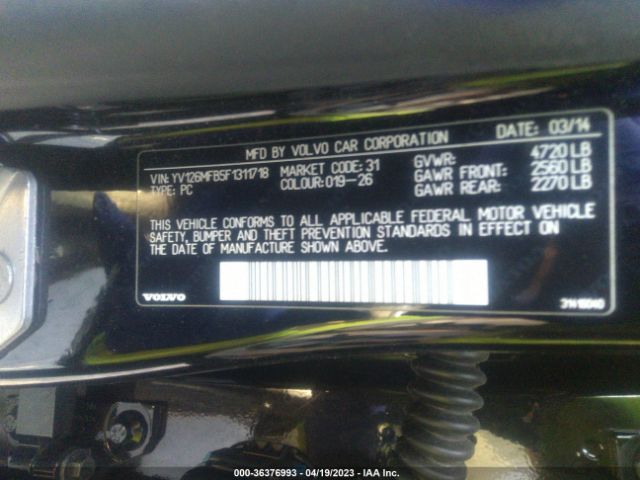 MFD BY VOLVO CAR CORPORATION DATE: 03/14
VIN: YV126MFB5F1311718 MARKET CODE: 31 GVWR: 4720 LB
TYPE: PC COLOUR: 019-26 GAWR FRONT: 2560 LB
GAWR REAR: 2270 LB
THIS VEHICLE CONFORMS TO ALL APPLICABLE FEDERAL MOTOR VEHICLE
SAFETY, BUMPER AND THEFT PREVENTION STANDARDS IN EFFECT ON
THE DATE OF MANUFACTURE SHOWN ABOVE.
VOLVO
000-36376993 / 04/19/2023 / IAA Inc.